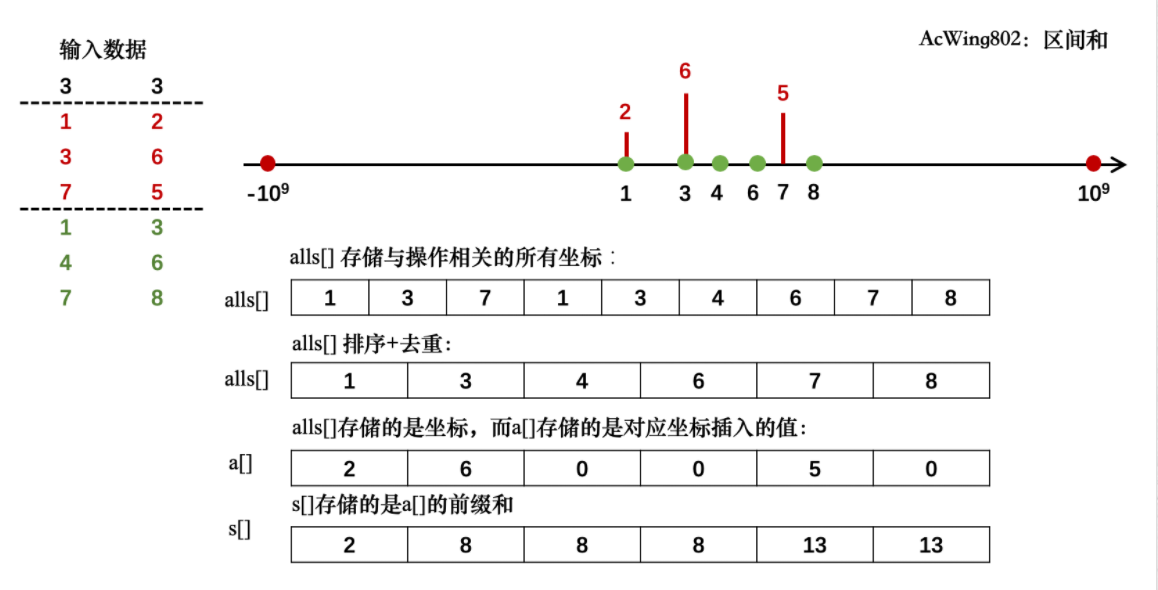 AcWing802：区间和
输入数据
3 3
1 2
3 6
7 5
1 3
4 6
7 8
2 6 5
-10⁹ 1 3 4 6 7 8 10⁹
alls[] 存储与操作相关的所有坐标：
alls[] 1 3 7 1 3 4 6 7 8
alls[] 排序+去重：
alls[] 1 3 4 6 7 8
alls[]存储的是坐标，而a[]存储的是对应坐标插入的值：
a[] 2 6 0 0 5 0
s[]存储的是a[]的前缀和
s[] 2 8 8 8 13 13